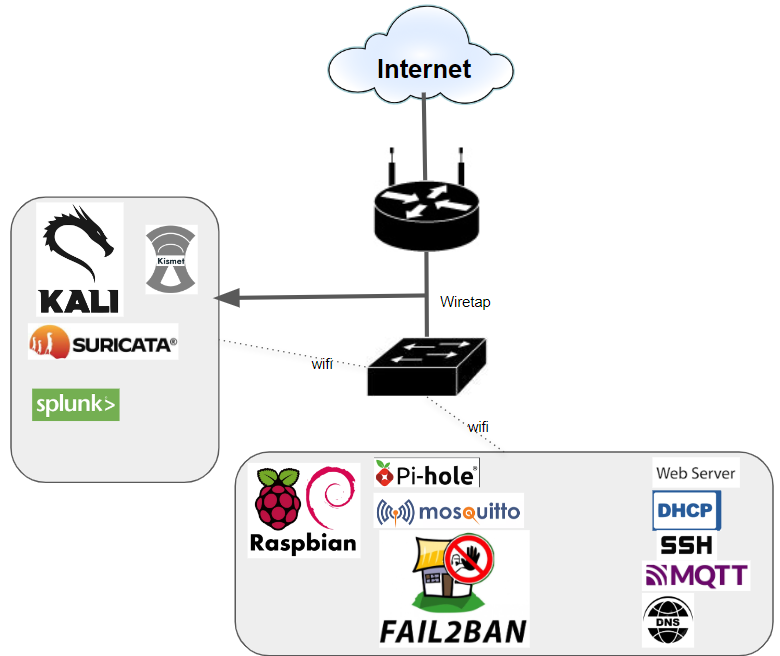 Internet
Wiretap
KALI
Kismet
SURICATA®
splunk>
wifi
wifi
Raspbian
Pi-hole®
mosquitto
FAIL2BAN
Web Server
DHCP
SSH
MQTT
DNS